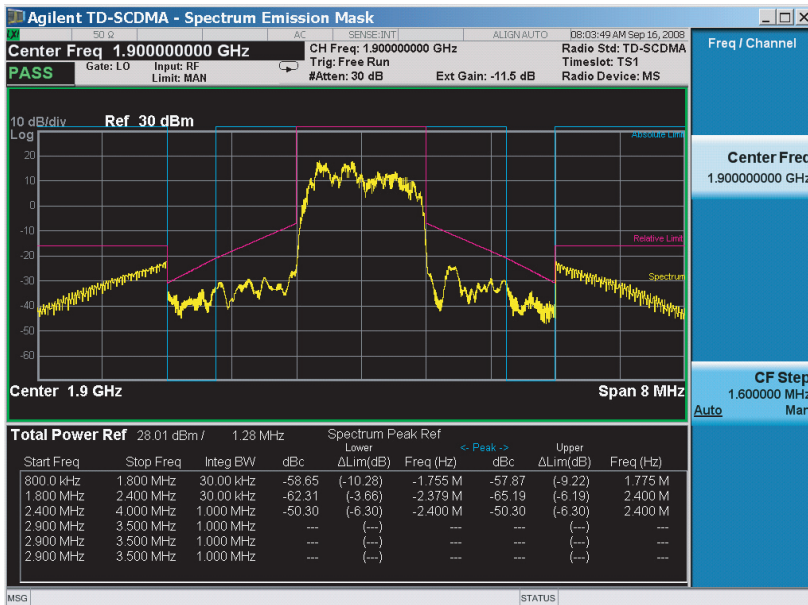 Agilent TD-SCDMA - Spectrum Emission Mask
50 Ω AC SENSE:INT ALIGNAUTO 08:03:49 AM Sep 16, 2008
Center Freq 1.900000000 GHz
CH Freq: 1.900000000 GHz
Radio Std: TD-SCDMA
PASS
Gate: LO
Input: RF
Trig: Free Run
Timeslot: TS1
Limit: MAN
#Atten: 30 dB
Ext Gain: -11.5 dB
Radio Device: MS
10 dB/div
Ref 30 dBm
Log
Absolute Limit
20
10
0
-10
-20
-30
-40
-50
-60
Relative Limit
Spectrum
Center 1.9 GHz
Span 8 MHz
Total Power Ref 28.01 dBm / 1.28 MHz Spectrum Peak Ref
Lower <- Peak -> Upper
Start Freq Stop Freq Integ BW dBc ΔLim(dB) Freq (Hz) dBc ΔLim(dB) Freq (Hz)
800.0 kHz 1.800 MHz 30.00 kHz -58.65 (-10.28) -1.755 M -57.87 (-9.22) 1.775 M
1.800 MHz 2.400 MHz 30.00 kHz -62.31 (-3.66) -2.379 M -65.19 (-6.19) 2.400 M
2.400 MHz 4.000 MHz 1.000 MHz -50.30 (-6.30) -2.400 M -50.30 (-6.30) 2.400 M
2.900 MHz 3.500 MHz 1.000 MHz --- (---) --- --- (---) ---
2.900 MHz 3.500 MHz 1.000 MHz --- (---) --- --- (---) ---
2.900 MHz 3.500 MHz 1.000 MHz --- (---) --- --- (---) ---
MSG
STATUS
Freq / Channel
Center Freq
1.900000000 GHz
CF Step
1.600000 MHz
Auto Man